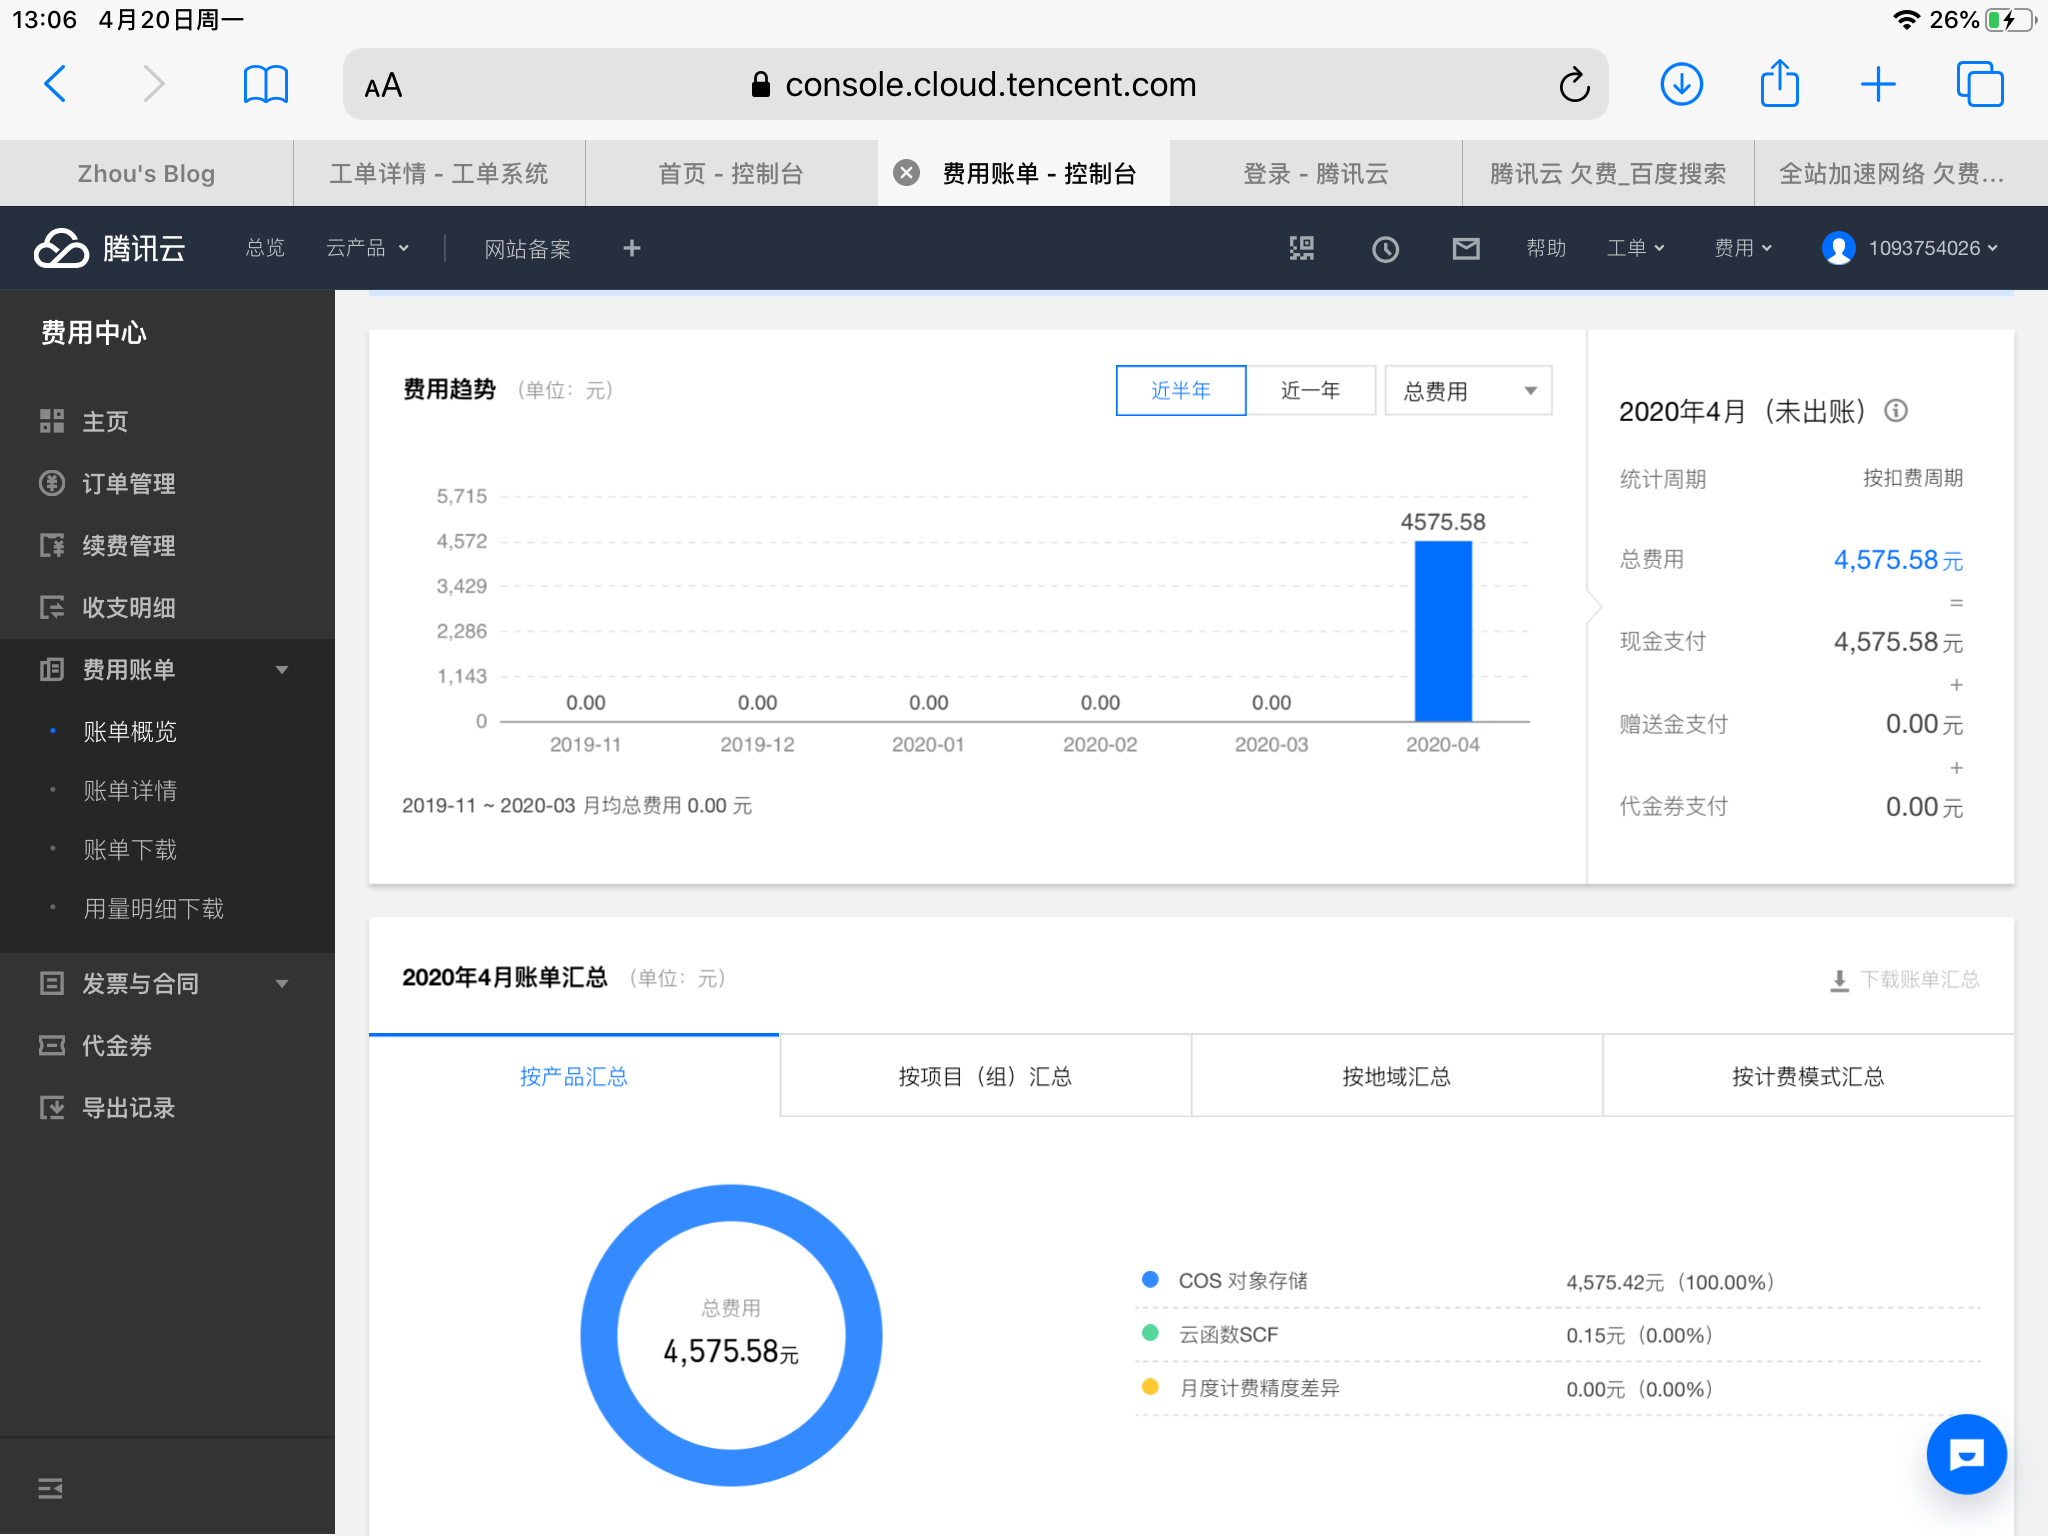 13:06 4月20日周一
26%
AA console.cloud.tencent.com
Zhou's Blog 工单详情 - 工单系统 首页 - 控制台 费用账单 - 控制台 登录 - 腾讯云 腾讯云 欠费_百度搜索 全站加速网络 欠费...
腾讯云 总览 云产品 网站备案 + 帮助 工单 费用 1093754026
费用中心
主页
订单管理
续费管理
收支明细
费用账单
账单概览
账单详情
账单下载
用量明细下载
发票与合同
代金券
导出记录
费用趋势 (单位：元) 近半年 近一年 总费用
5,715
4,572
3,429
2,286
1,143
0
0.00 0.00 0.00 0.00 0.00 4575.58
2019-11 2019-12 2020-01 2020-02 2020-03 2020-04
2019-11 ~ 2020-03 月均总费用 0.00 元
2020年4月（未出账）
统计周期 按扣费周期
总费用 4,575.58元
=
现金支付 4,575.58元
+
赠送金支付 0.00元
+
代金券支付 0.00元
2020年4月账单汇总 (单位：元) 下载账单汇总
按产品汇总 按项目（组）汇总 按地域汇总 按计费模式汇总
总费用
4,575.58元
COS 对象存储 4,575.42元（100.00%）
云函数SCF 0.15元（0.00%）
月度计费精度差异 0.00元（0.00%）